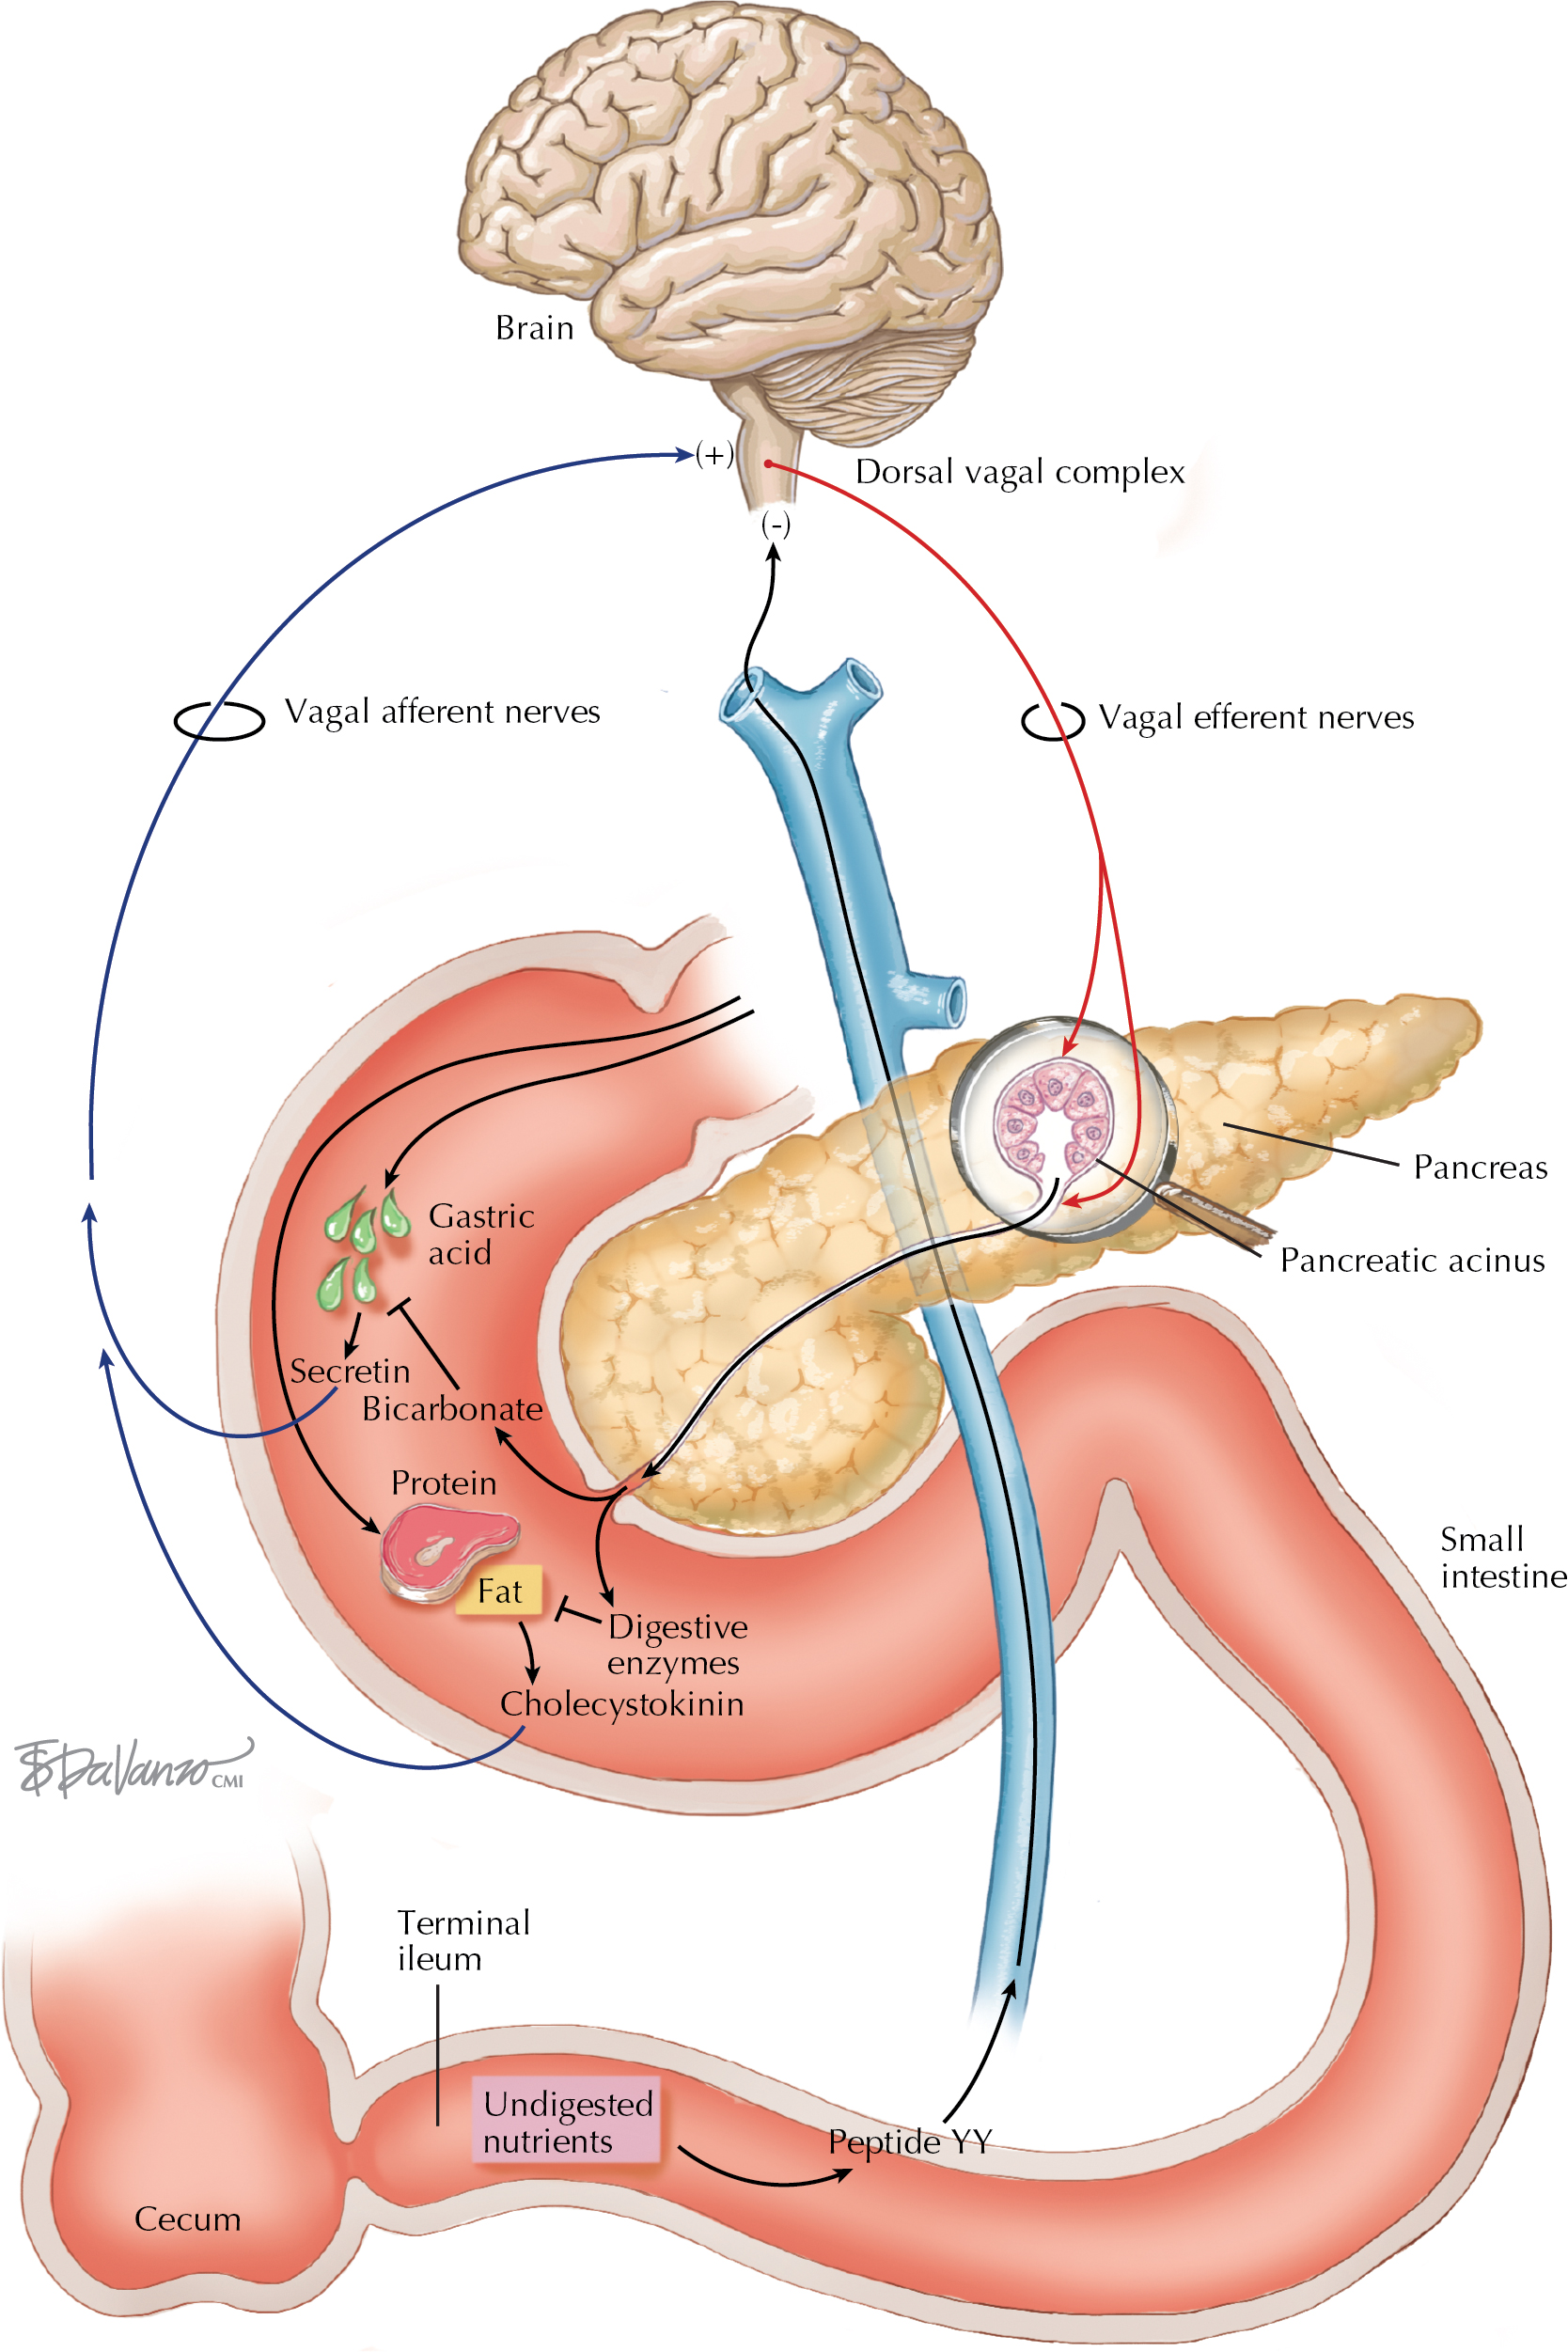 Brain
(+)
Dorsal vagal complex
(-)
Vagal afferent nerves
Vagal efferent nerves
Gastric
acid
Pancreas
Pancreatic acinus
Secretin
Bicarbonate
Protein
Fat
Small
intestine
Digestive
enzymes
Cholecystokinin
DaVanzo CMI
Terminal
ileum
Undigested
nutrients
Peptide YY
Cecum